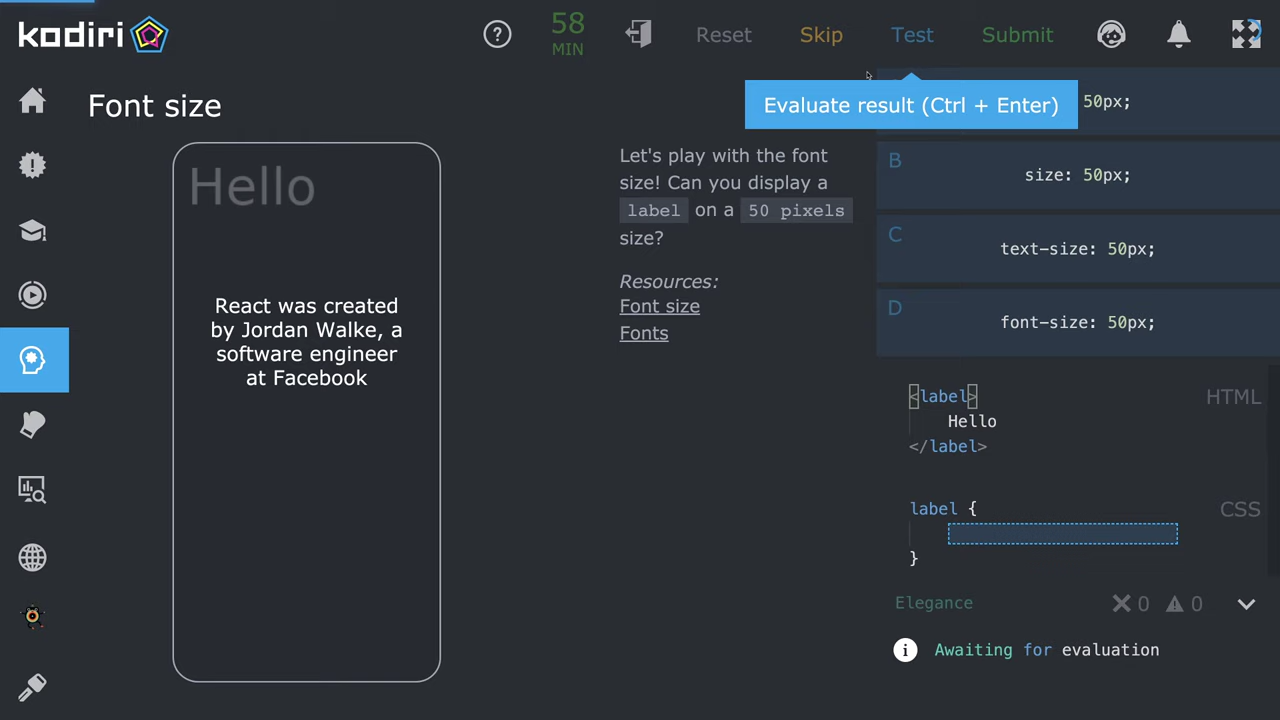 kodiri
58
MIN
Reset
Skip
Test
Submit
Evaluate result (Ctrl + Enter)
Font size
Hello
React was created
by Jordan Walke, a
software engineer
at Facebook
Let's play with the font
size! Can you display a
label on a 50 pixels
size?
Resources:
Font size
Fonts
50px;
B
size: 50px;
C
text-size: 50px;
D
font-size: 50px;
<label>
HTML
Hello
</label>
label {
CSS
}
Elegance
0
0
Awaiting for evaluation